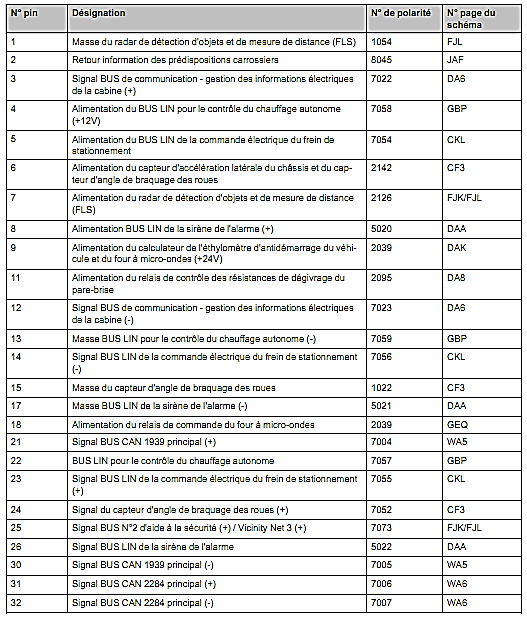 N° pin Désignation N° de polarité N° page du
schéma
1 Masse du radar de détection d'objets et de mesure de distance (FLS) 1054 FJL
2 Retour information des prédispositions carrossiers 8045 JAF
3 Signal BUS de communication - gestion des informations électriques 7022 DA6
de la cabine (+)
4 Alimentation du BUS LIN pour le contrôle du chauffage autonome 7058 GBP
(+12V)
5 Alimentation du BUS LIN de la commande électrique du frein de 7054 CKL
stationnement
6 Alimentation du capteur d'accélération latérale du châssis et du cap- 2142 CF3
teur d'angle de braquage des roues
7 Alimentation du radar de détection d'objets et de mesure de distance 2126 FJK/FJL
(FLS)
8 Alimentation BUS LIN de la sirène de l'alarme (+) 5020 DAA
9 Alimentation du calculateur de l'éthylomètre d'antidémarrage du véhi- 2039 DAK
cule et du four à micro-ondes (+24V)
11 Alimentation du relais de contrôle des résistances de dégivrage du 2095 DA8
pare-brise
12 Signal BUS de communication - gestion des informations électriques 7023 DA6
de la cabine (-)
13 Masse BUS LIN pour le contrôle du chauffage autonome (-) 7059 GBP
14 Signal BUS LIN de la commande électrique du frein de stationnement 7056 CKL
(-)
15 Masse du capteur d'angle de braquage des roues 1022 CF3
17 Masse BUS LIN de la sirène de l'alarme (-) 5021 DAA
18 Alimentation du relais de commande du four à micro-ondes 2039 GEQ
21 Signal BUS CAN 1939 principal (+) 7004 WA5
22 BUS LIN pour le contrôle du chauffage autonome 7057 GBP
23 Signal BUS LIN de la commande électrique du frein de stationnement 7055 CKL
(+)
24 Signal du capteur d'angle de braquage des roues (+) 7052 CF3
25 Signal BUS N°2 d'aide à la sécurité (+) / Vicinity Net 3 (+) 7073 FJK/FJL
26 Signal BUS LIN de la sirène de l'alarme 5022 DAA
30 Signal BUS CAN 1939 principal (-) 7005 WA5
31 Signal BUS CAN 2284 principal (+) 7006 WA6
32 Signal BUS CAN 2284 principal (-) 7007 WA6